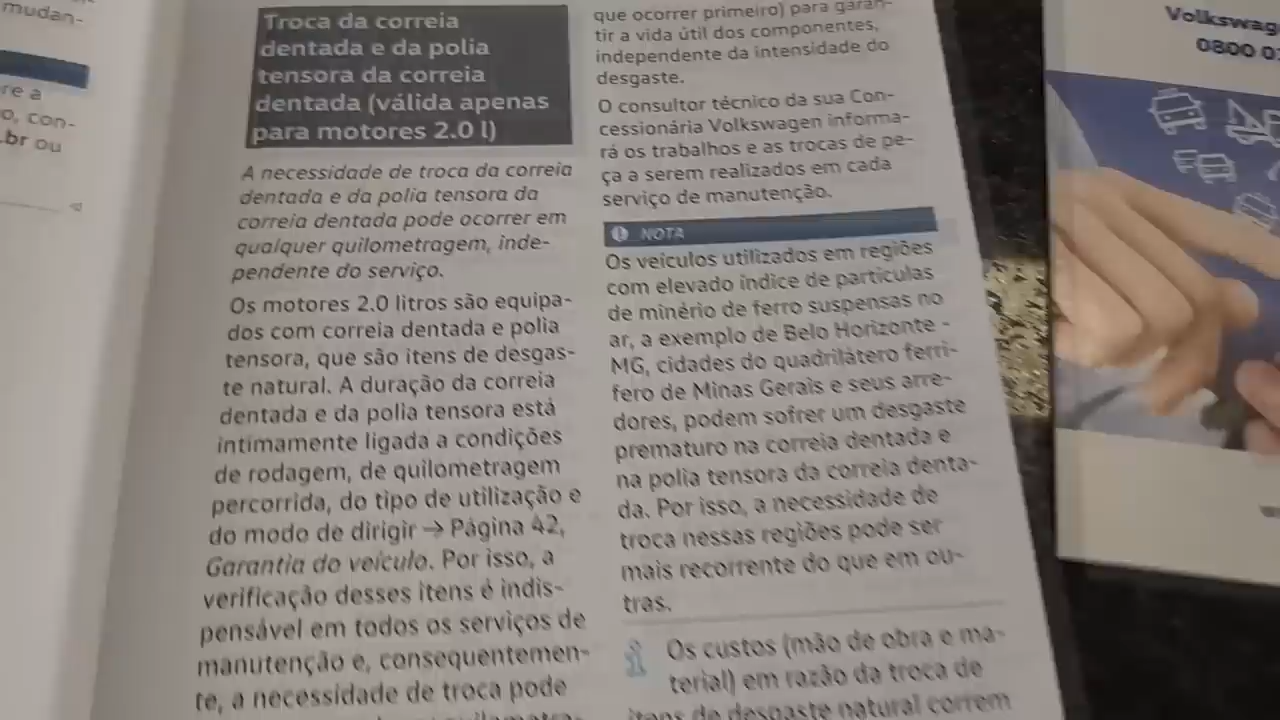 mudan-
re a
o, con-
.br ou
Troca da correia
dentada e da polia
tensora da correia
dentada (válida apenas
para motores 2.0 l)
A necessidade de troca da correia
dentada e da polia tensora da
correia dentada pode ocorrer em
qualquer quilometragem, inde-
pendente do serviço.
Os motores 2.0 litros são equipa-
dos com correia dentada e polia
tensora, que são itens de desgas-
te natural. A duração da correia
dentada e da polia tensora está
intimamente ligada a condições
de rodagem, de quilometragem
percorrida, do tipo de utilização e
do modo de dirigir → Página 42,
Garantia do veículo. Por isso, a
verificação desses itens é indis-
pensável em todos os serviços de
manutenção e, consequentemen-
te, a necessidade de troca pode
que ocorrer primeiro) para garan-
tir a vida útil dos componentes,
independente da intensidade do
desgaste.
O consultor técnico da sua Con-
cessionária Volkswagen informa-
rá os trabalhos e as trocas de pe-
ça a serem realizados em cada
serviço de manutenção.
NOTA
Os veículos utilizados em regiões
com elevado índice de partículas
de minério de ferro suspensas no
ar, a exemplo de Belo Horizonte -
MG, cidades do quadrilátero ferrí-
fero de Minas Gerais e seus arre-
dores, podem sofrer um desgaste
prematuro na correia dentada e
na polia tensora da correia denta-
da. Por isso, a necessidade de
troca nessas regiões pode ser
mais recorrente do que em ou-
tras.
Os custos (mão de obra e ma-
terial) em razão da troca de
itens de desgaste natural correm
Volkswag
0800 0